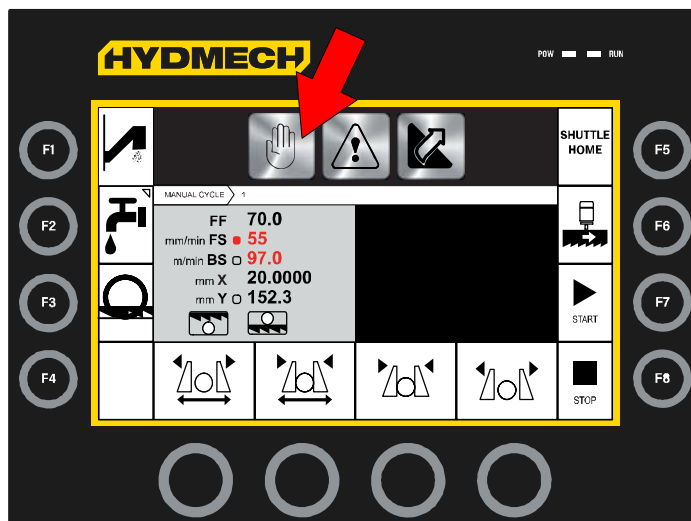 HYDMECH
POW RUN
F1
F2
F3
F4
SHUTTLE
HOME
START
STOP
F5
F6
F7
F8
MANUAL CYCLE 1
FF 70.0
mm/min FS 55
m/min BS 97.0
mm X 20.0000
mm Y 152.3